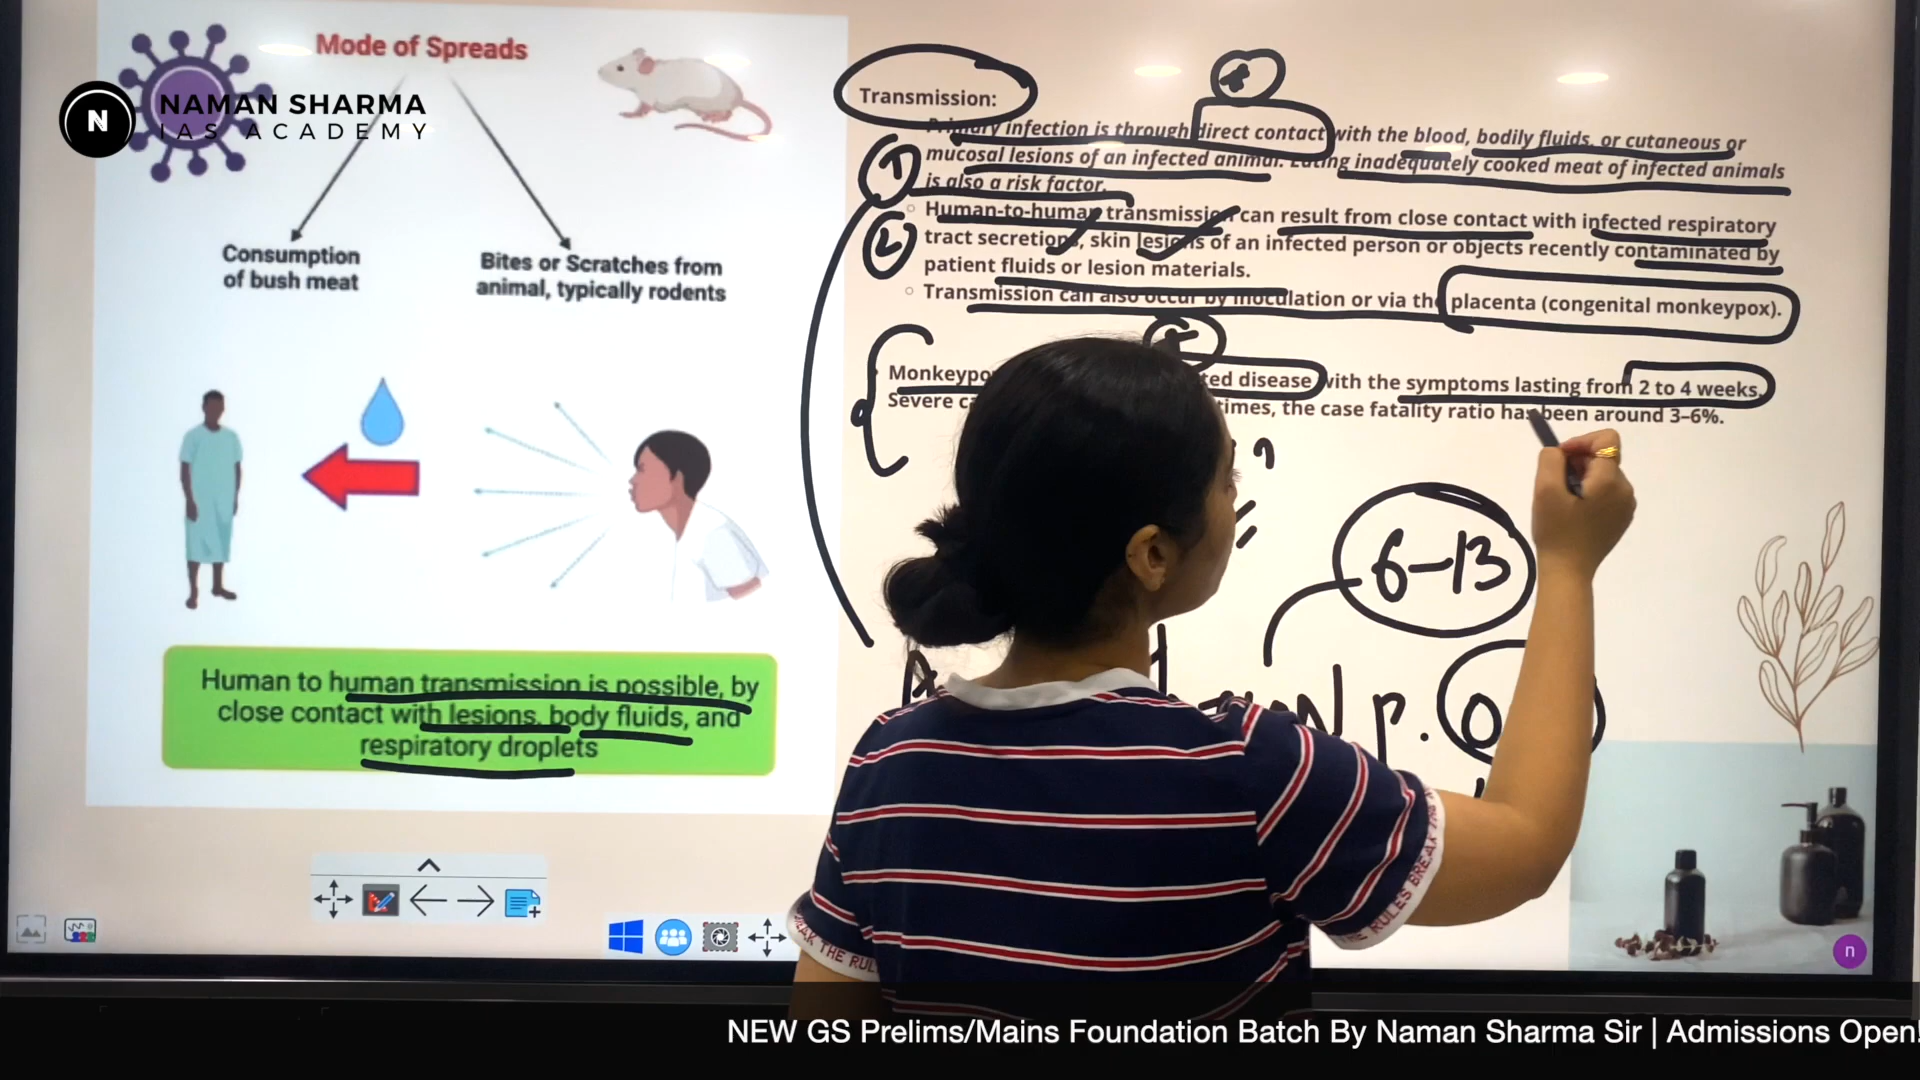 Mode of Spreads
N
NAMAN SHARMA
IAS ACADEMY
Consumption
of bush meat
Bites or Scratches from
animal, typically rodents
Human to human transmission is possible, by
close contact with lesions, body fluids, and
respiratory droplets
Transmission:
Primary infection is through direct contact with the blood, bodily fluids, or cutaneous or
mucosal lesions of an infected animal. Eating inadequately cooked meat of infected animals
is also a risk factor.
1
Human-to-human transmission can result from close contact with infected respiratory
2
tract secretions, skin lesions of an infected person or objects recently contaminated by
patient fluids or lesion materials.
Transmission can also occur by inoculation or via the placenta (congenital monkeypox).
disease with the symptoms lasting from 2 to 4 weeks.
Severe times, the case fatality ratio has been around 3–6%.
6-13
p.
BREAK THE RULES
n
NEW GS Prelims/Mains Foundation Batch By Naman Sharma Sir | Admissions Open!